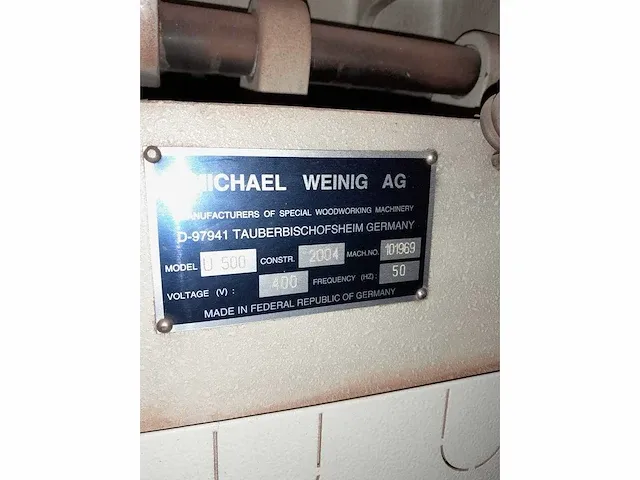 MICHAEL WEINIG AG
MANUFACTURERS OF SPECIAL WOODWORKING MACHINERY
D-97941 TAUBERBISCHOFSHEIM GERMANY
MODEL U 500 CONSTR. 2004 MACH.NO. 101969
VOLTAGE (V) : 400 FREQUENCY (HZ) : 50
MADE IN FEDERAL REPUBLIC OF GERMANY